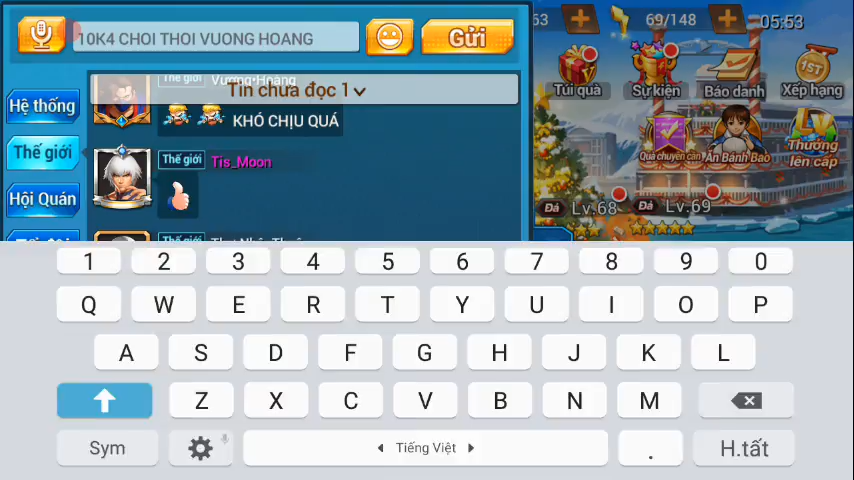 10K4 CHOI THOI VUONG HOANG
Gửi
53
69/148
05:53
Thế giới Vương•Hoàng
Tin chưa đọc 1
Hệ thống
KHÓ CHỊU QUÁ
Túi quà
Sự kiện
Báo danh
1ST
Xếp hạng
Thế giới
Thế giới Tis_Moon
Quà chuyên cần
Ăn Bánh Bao
LV
Thưởng lên cấp
Hội Quán
Đá Lv.68
Đá Lv.69
Thế giới
1 2 3 4 5 6 7 8 9 0
Q W E R T Y U I O P
A S D F G H J K L
Z X C V B N M
Sym
Tiếng Việt
.
H.tất